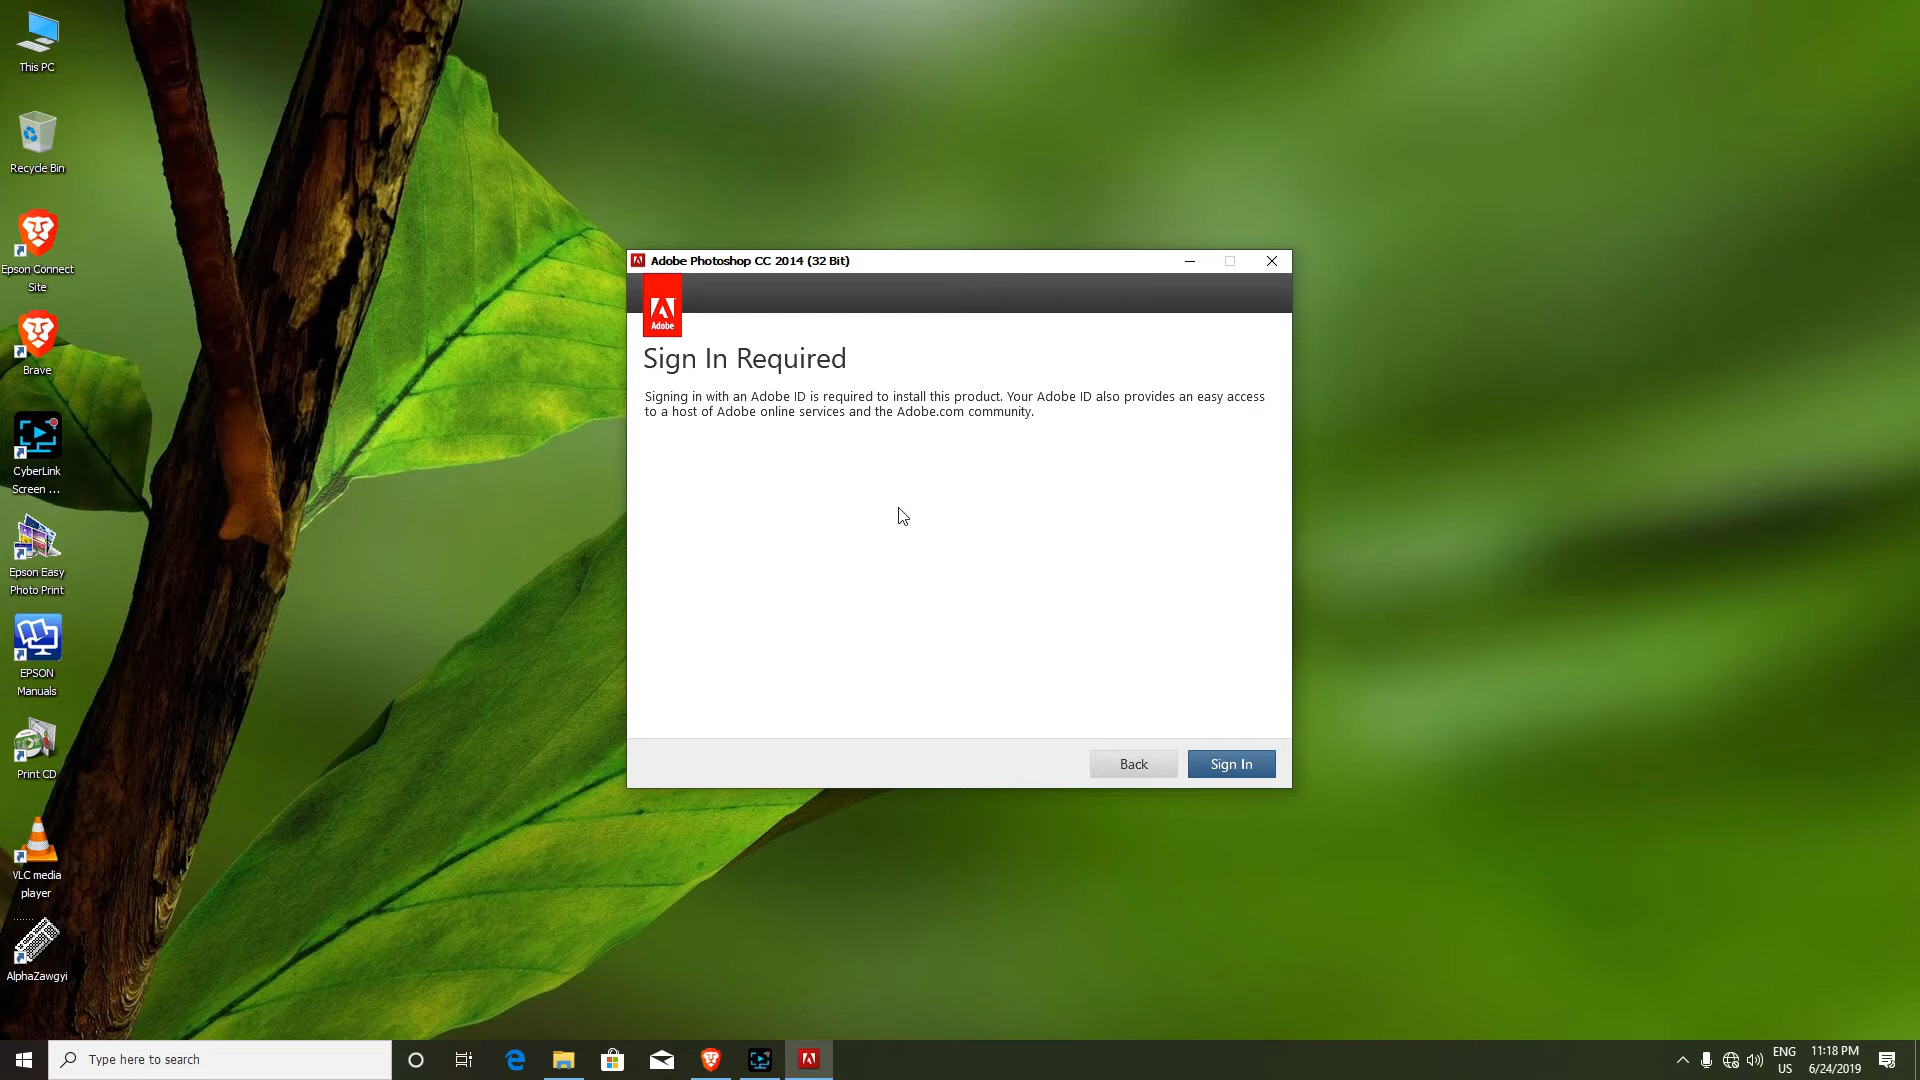 This PC
Recycle Bin
Epson Connect
Site
Brave
CyberLink
Screen ...
Epson Easy
Photo Print
EPSON
Manuals
Print CD
VLC media
player
AlphaZawgyi
Adobe Photoshop CC 2014 (32 Bit)
Adobe
Sign In Required
Signing in with an Adobe ID is required to install this product. Your Adobe ID also provides an easy access
to a host of Adobe online services and the Adobe.com community.
Back
Sign In
Type here to search
ENG
US
11:18 PM
6/24/2019